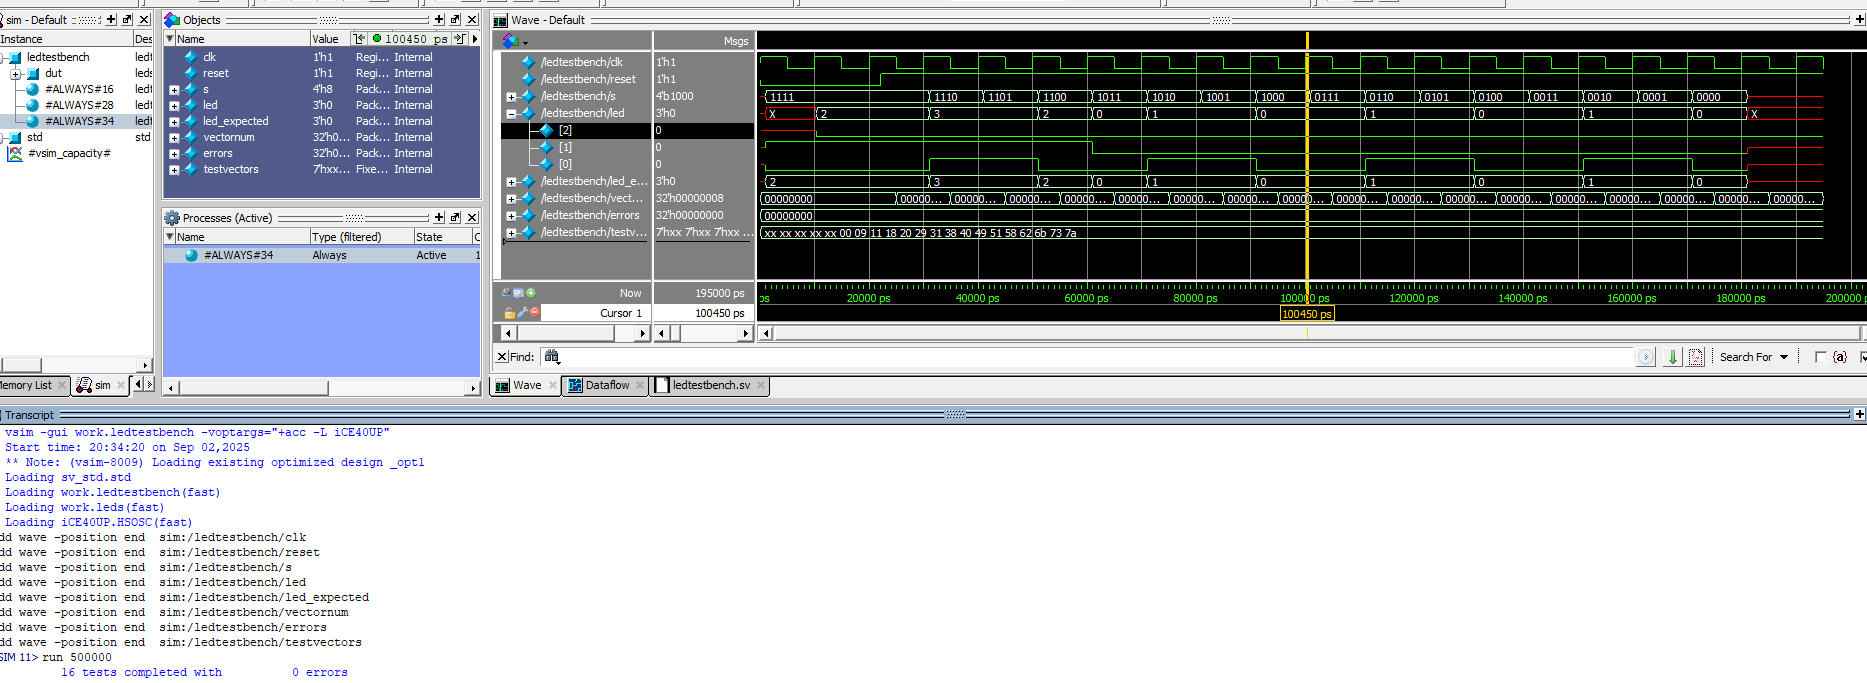 sim - Default
Instance Des
ledtestbench ledt
dut leds
#ALWAYS#16 ledt
#ALWAYS#28 ledt
#ALWAYS#34 ledt
std std
#vsim_capacity#
Memory List sim
Objects
Name Value 100450 ps
clk 1'h1 Regi... Internal
reset 1'h1 Regi... Internal
s 4'h8 Pack... Internal
led 3'h0 Pack... Internal
led_expected 3'h0 Pack... Internal
vectornum 32'h0... Pack... Internal
errors 32'h0... Pack... Internal
testvectors 7'hxx... Fixe... Internal
Processes (Active)
Name Type (filtered) State
#ALWAYS#34 Always Active 1
Wave - Default
Msgs
/ledtestbench/clk 1'h1
/ledtestbench/reset 1'h1
/ledtestbench/s 4'b1000 1111 1110 1101 1100 1011 1010 1001 1000 0111 0110 0101 0100 0011 0010 0001 0000
/ledtestbench/led 3'h0 X 2 3 2 0 1 0 1 0 1 0 X
[2] 0
[1] 0
[0] 0
/ledtestbench/led_e... 3'h0 2 3 2 0 1 0 1 0 1 0
/ledtestbench/vect... 32'h00000008 00000000 00000... 00000... 00000... 00000... 00000... 00000... 00000... 00000... 00000... 00000... 00000... 00000... 00000... 00000... 00000... 00000... 00000...
/ledtestbench/errors 32'h00000000 00000000
/ledtestbench/testv... 7'hxx 7'hxx 7'hxx ... xx xx xx xx xx 00 09 11 18 20 29 31 38 40 49 51 58 62 6b 73 7a
Now 195000 ps ps 20000 ps 40000 ps 60000 ps 80000 ps 100000 ps 120000 ps 140000 ps 160000 ps 180000 ps 200000 ps
Cursor 1 100450 ps 100450 ps
Find: Search For
Wave Dataflow ledtestbench.sv
Transcript
vsim -gui work.ledtestbench -voptargs="+acc -L iCE40UP"
Start time: 20:34:20 on Sep 02,2025
** Note: (vsim-8009) Loading existing optimized design _opt1
Loading sv_std.std
Loading work.ledtestbench(fast)
Loading work.leds(fast)
Loading iCE40UP.HSOSC(fast)
dd wave -position end sim:/ledtestbench/clk
dd wave -position end sim:/ledtestbench/reset
dd wave -position end sim:/ledtestbench/s
dd wave -position end sim:/ledtestbench/led
dd wave -position end sim:/ledtestbench/led_expected
dd wave -position end sim:/ledtestbench/vectornum
dd wave -position end sim:/ledtestbench/errors
dd wave -position end sim:/ledtestbench/testvectors
SIM 11> run 500000
16 tests completed with 0 errors